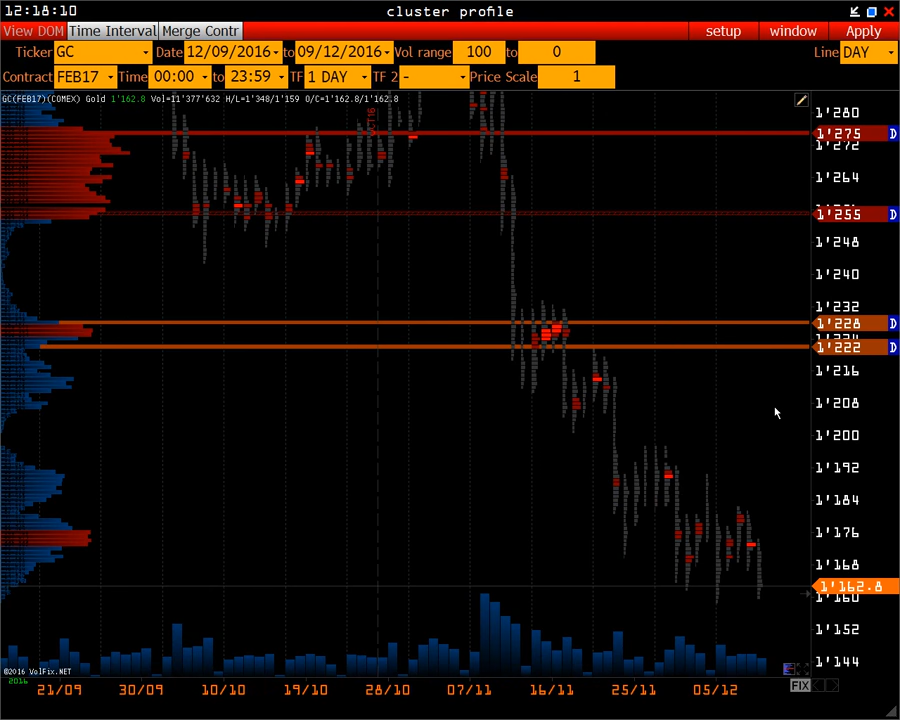 12:18:10 cluster profile
View DOM Time Interval Merge Contr setup window Apply
Ticker GC Date 12/09/2016 to 09/12/2016 Vol range 100 to 0 Line DAY
Contract FEB17 Time 00:00 to 23:59 TF 1 DAY TF 2 - Price Scale 1
GC(FEB17)(COMEX) Gold 1'162.8 Vol=11'377'632 H/L=1'348/1'159 O/C=1'162.8/1'162.8
1'280
1'275 D
1'272
1'264
1'255 D
1'248
1'240
1'232
1'228 D
1'222 D
1'216
1'208
1'200
1'192
1'184
1'176
1'168
1'162.8
1'160
1'152
1'144
©2016 VolFix.NET
2016
21/09 30/09 10/10 19/10 28/10 07/11 16/11 25/11 05/12 FIX